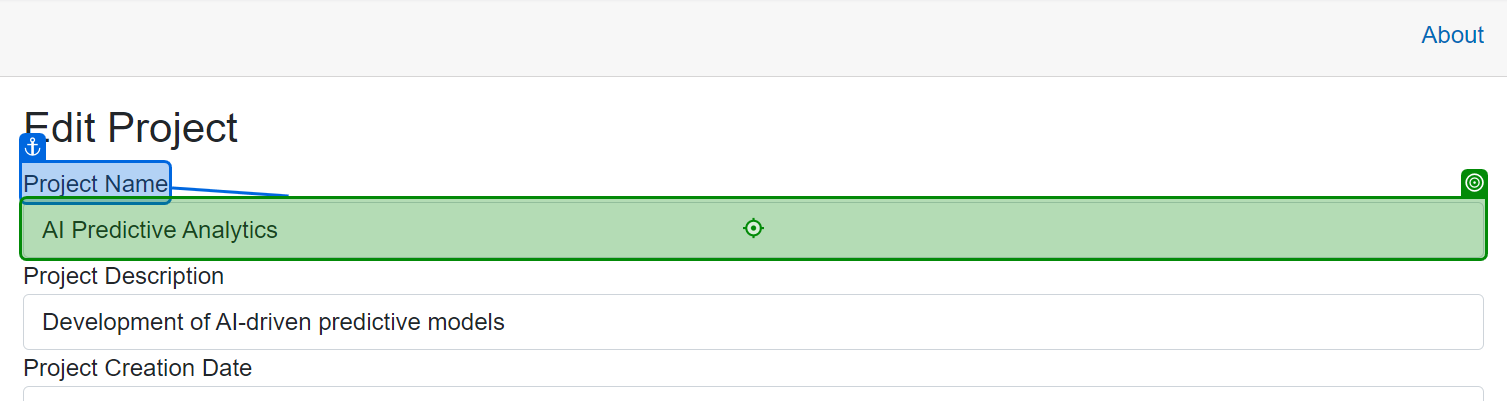 About
Edit Project
Project Name
AI Predictive Analytics
Project Description
Development of AI-driven predictive models
Project Creation Date